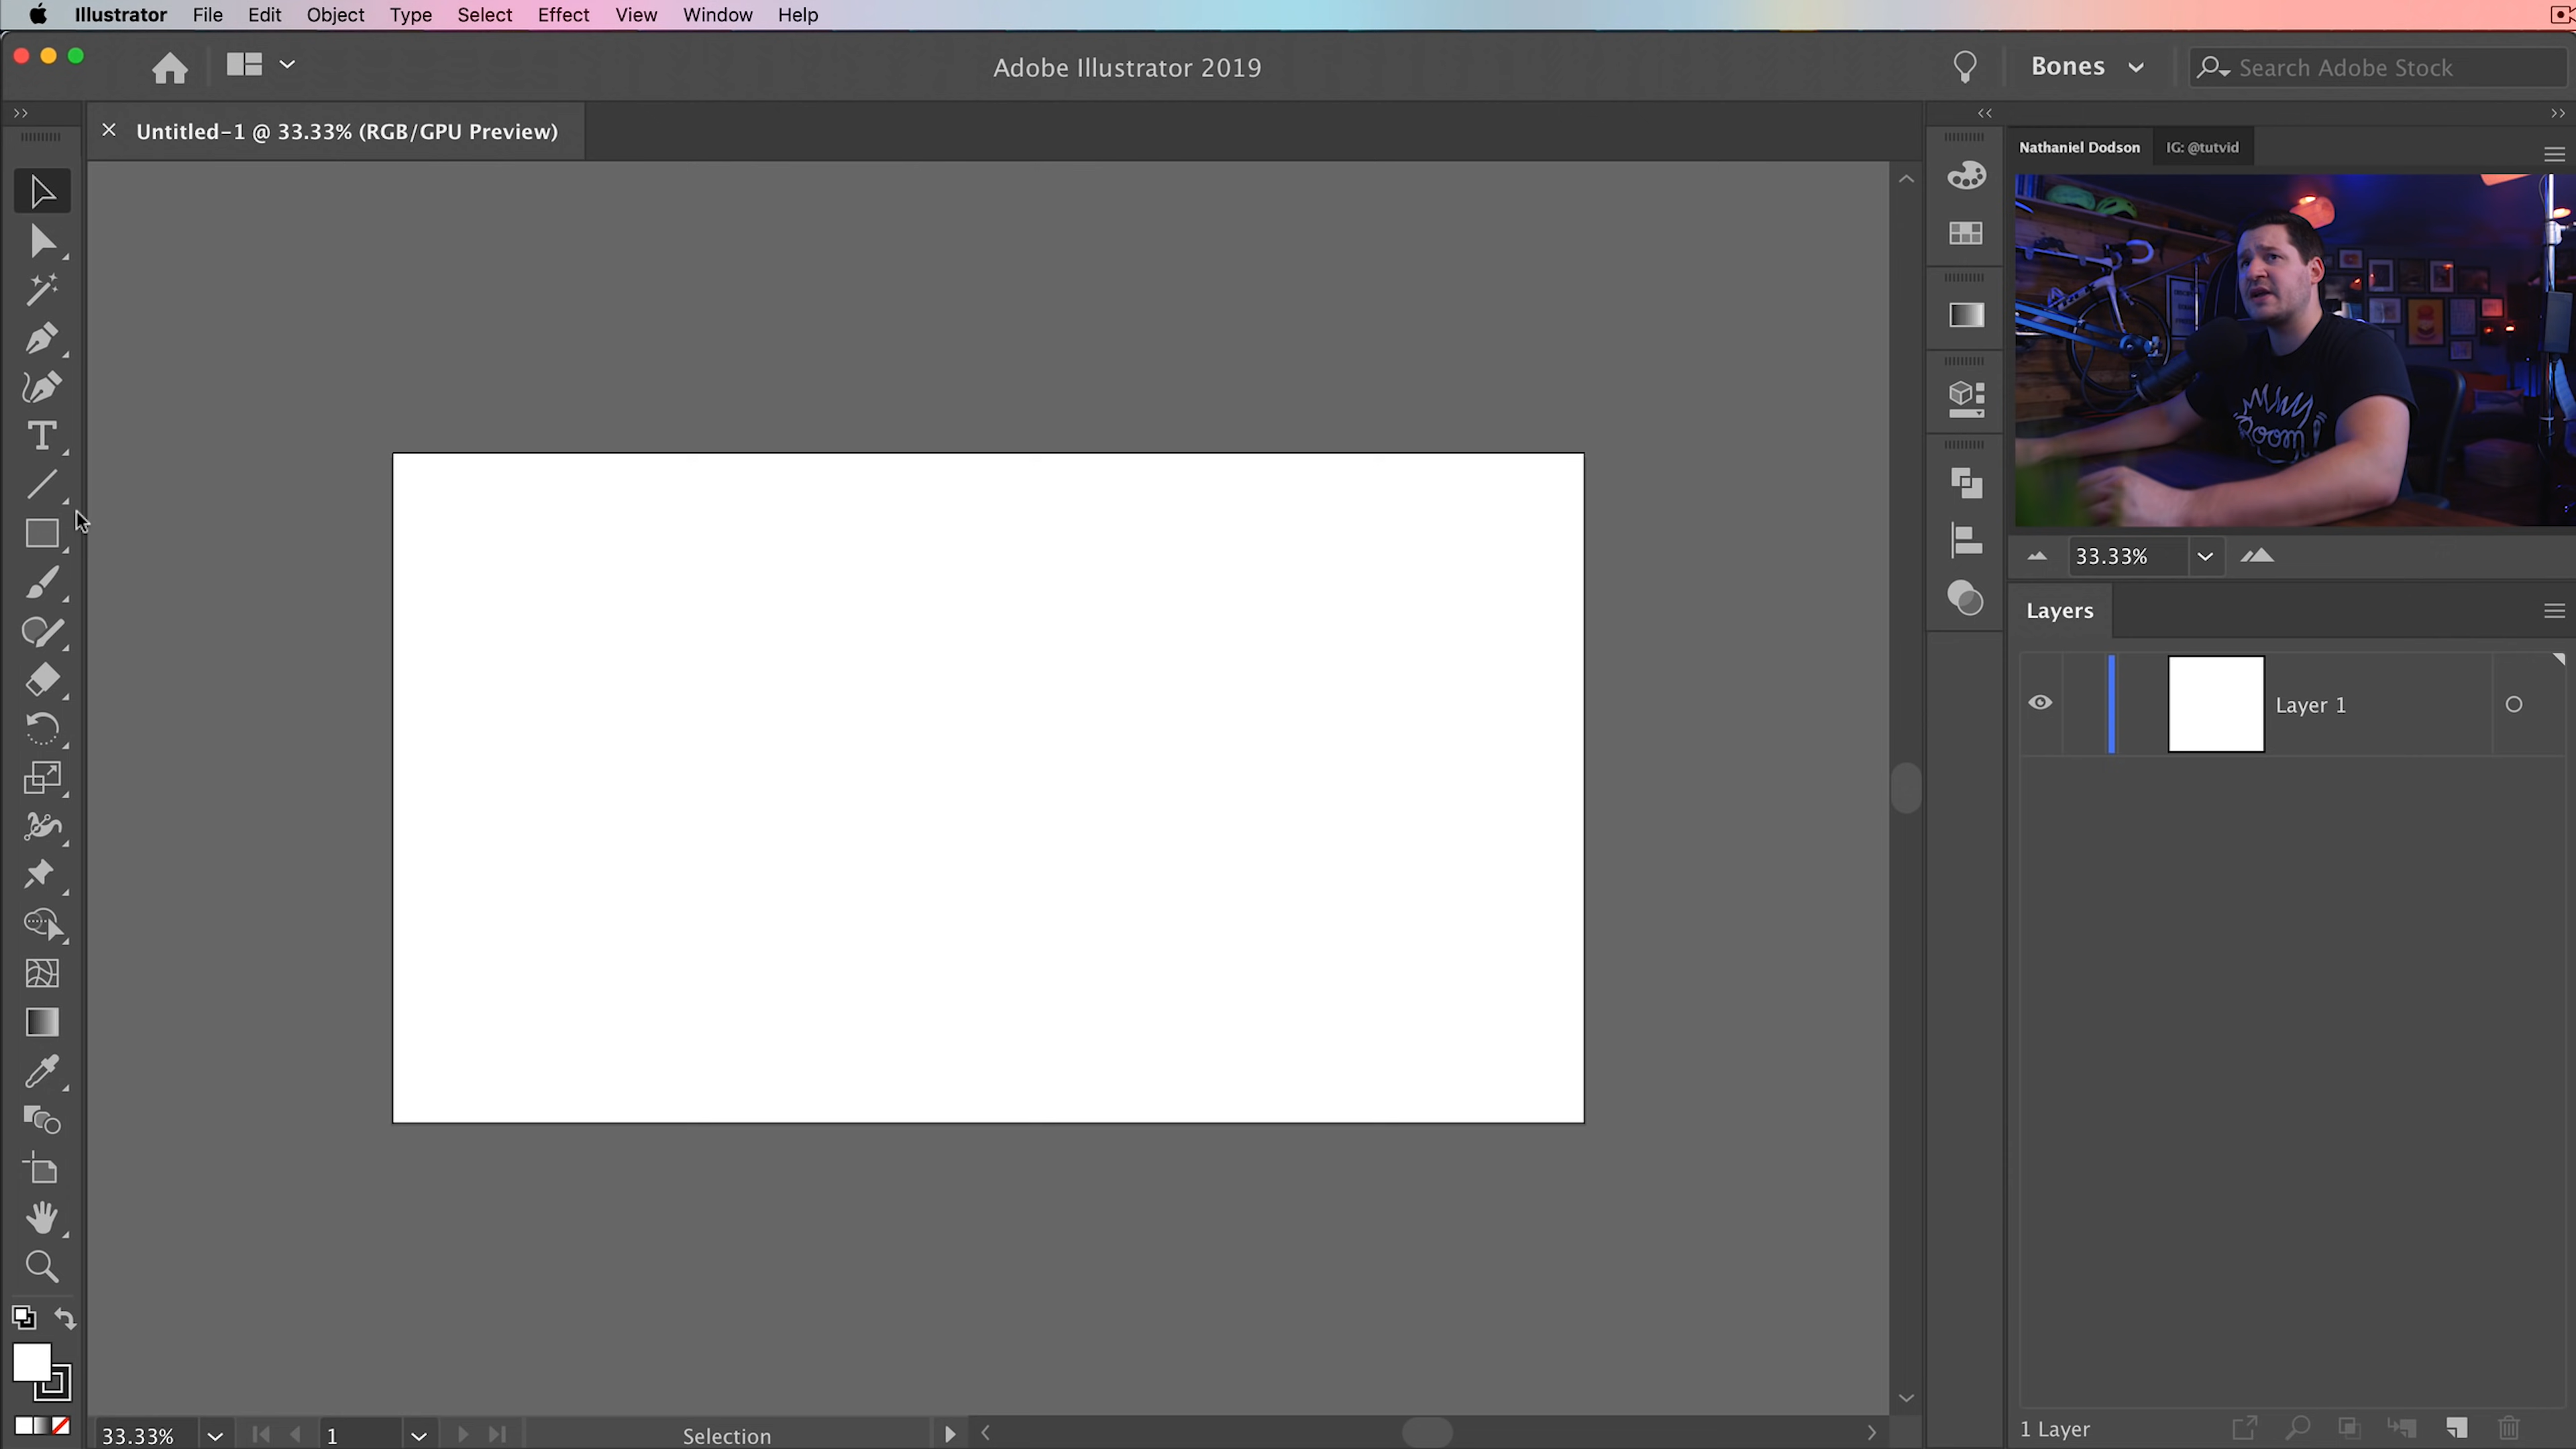 Illustrator File Edit Object Type Select Effect View Window Help
Adobe Illustrator 2019
Bones
Search Adobe Stock
Untitled-1 @ 33.33% (RGB/GPU Preview)
Nathaniel Dodson
IG: @tutvid
Room!
33.33%
Layers
Layer 1
33.33%
1
Selection
1 Layer